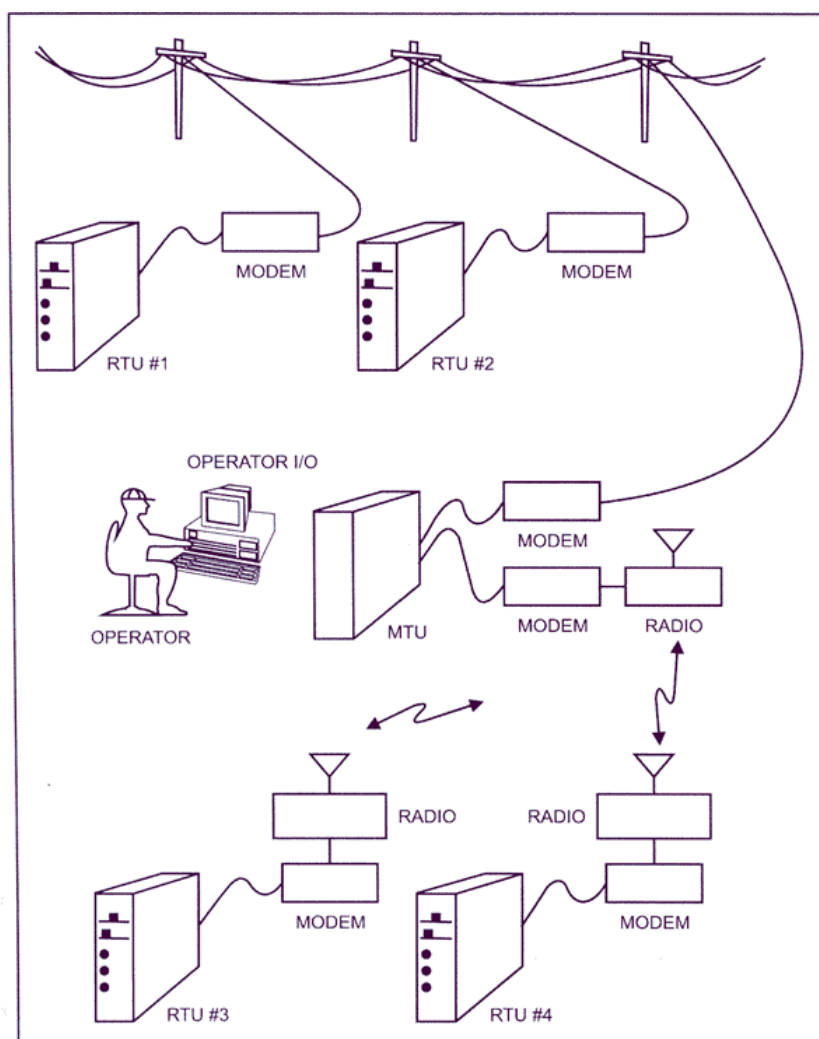 MODEM
MODEM
RTU #1
RTU #2
OPERATOR I/O
MODEM
OPERATOR
MTU
MODEM
RADIO
RADIO
RADIO
MODEM
MODEM
RTU #3
RTU #4